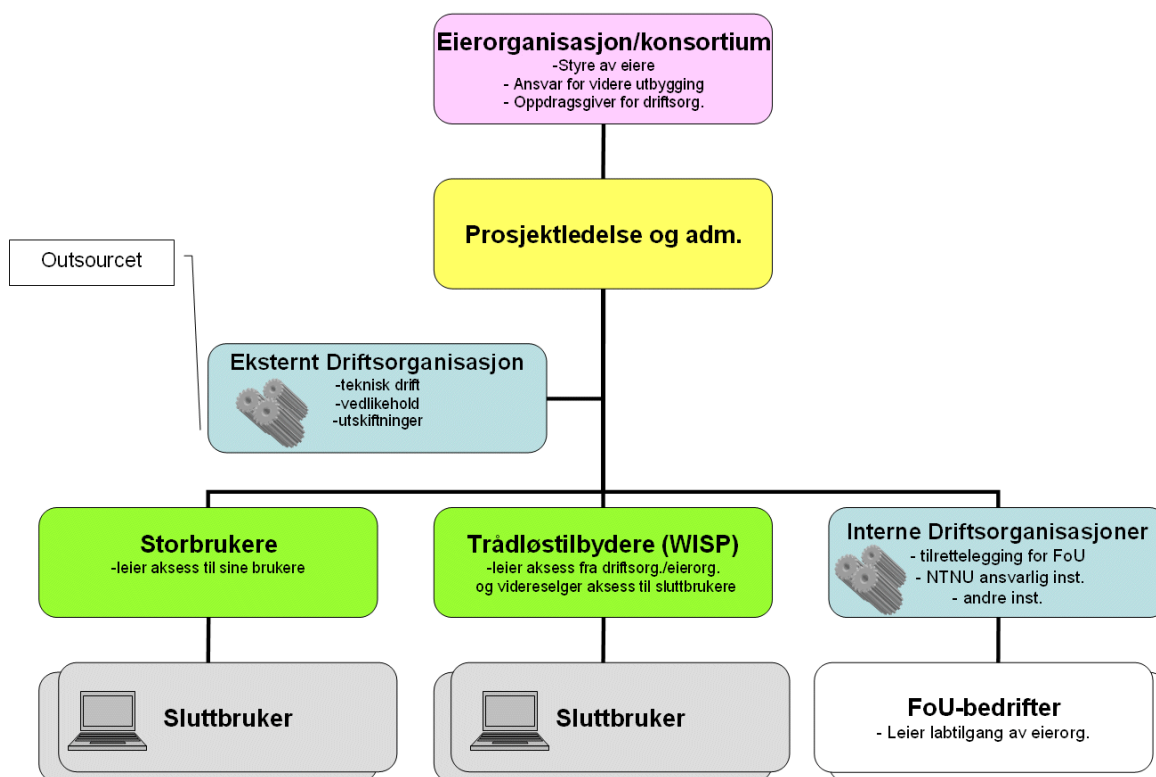 Eierorganisasjon/konsortium
-Styre av eiere
- Ansvar for videre utbygging
- Oppdragsgiver for driftsorg.
Prosjektledelse og adm.
Outsourcet
Eksternt Driftsorganisasjon
-teknisk drift
-vedlikehold
-utskiftninger
Storbrukere
-leier aksess til sine brukere
Trådløstilbydere (WISP)
-leier aksess fra driftsorg./eierorg.
og videreselger aksess til sluttbrukere
Interne Driftsorganisasjoner
- tilrettelegging for FoU
- NTNU ansvarlig inst.
- andre inst.
Sluttbruker
Sluttbruker
FoU-bedrifter
- Leier labtilgang av eierorg.